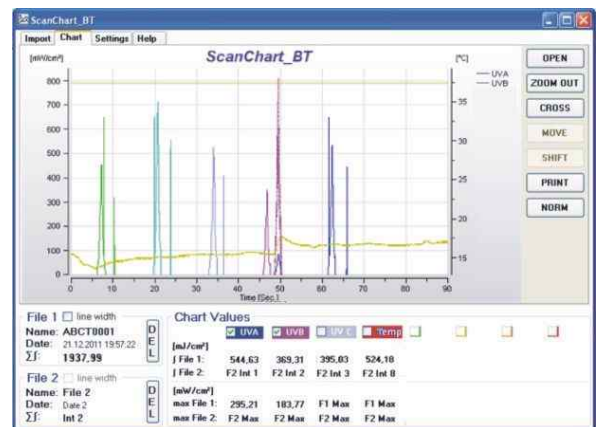 ScanChart_BT
Import Chart Settings Help
[mW/cm²] ScanChart_BT [°C]
UVA
UVB
800
700
600
500
400
300
200
100
0
35
30
25
20
15
0 10 20 30 40 50 60 70 80 90
Time [Sec.]
OPEN
ZOOM OUT
CROSS
MOVE
SHIFT
PRINT
NORM
File 1 line width
Name: ABCT0001
Date: 21.12.2011 19:57:22
Σ∫: 1937,99
DEL
File 2 line width
Name: File 2
Date: Date 2
Σ∫: Int 2
DEL
Chart Values
UVA UVB UV C Temp
[mJ/cm²]
∫ File 1: 544,63 369,31 395,03 524,18
∫ File 2: F2 Int 1 F2 Int 2 F2 Int 3 F2 Int 8
[mW/cm²]
max File 1: 295,21 183,77 F1 Max F1 Max
max File 2: F2 Max F2 Max F2 Max F2 Max